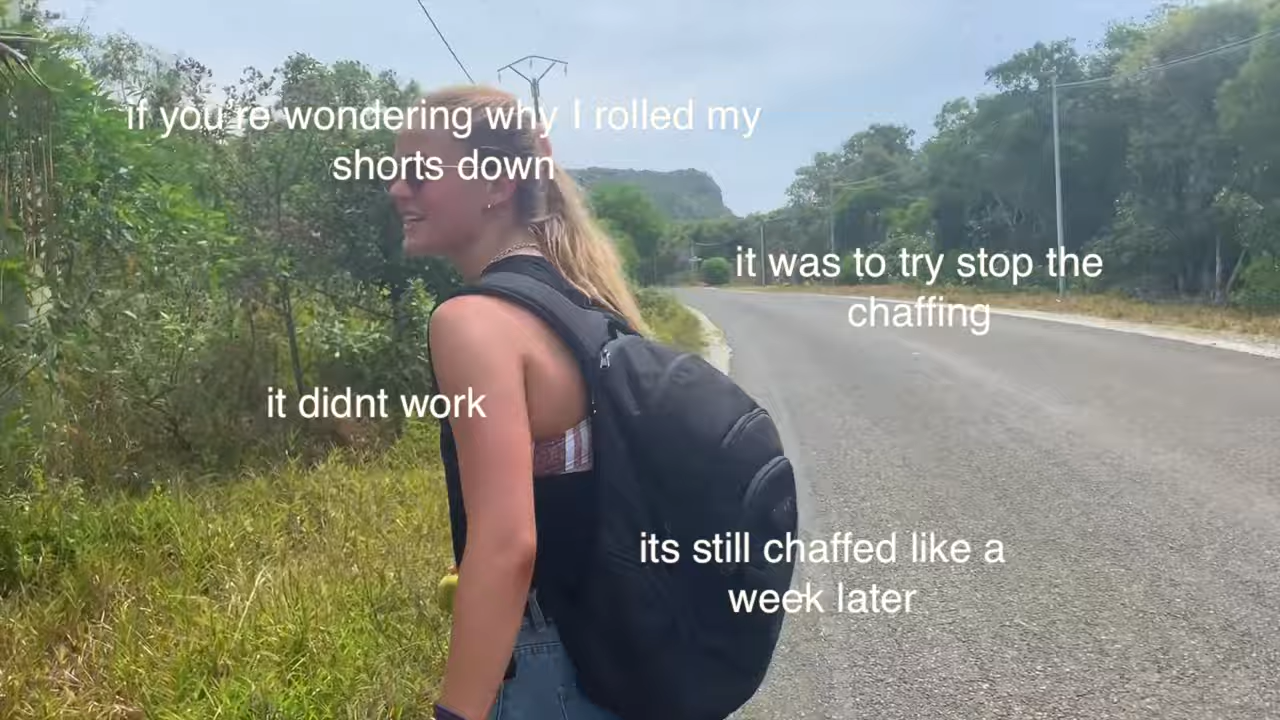 if you're wondering why I rolled my
shorts down
it was to try stop the
chaffing
it didnt work
its still chaffed like a
week later